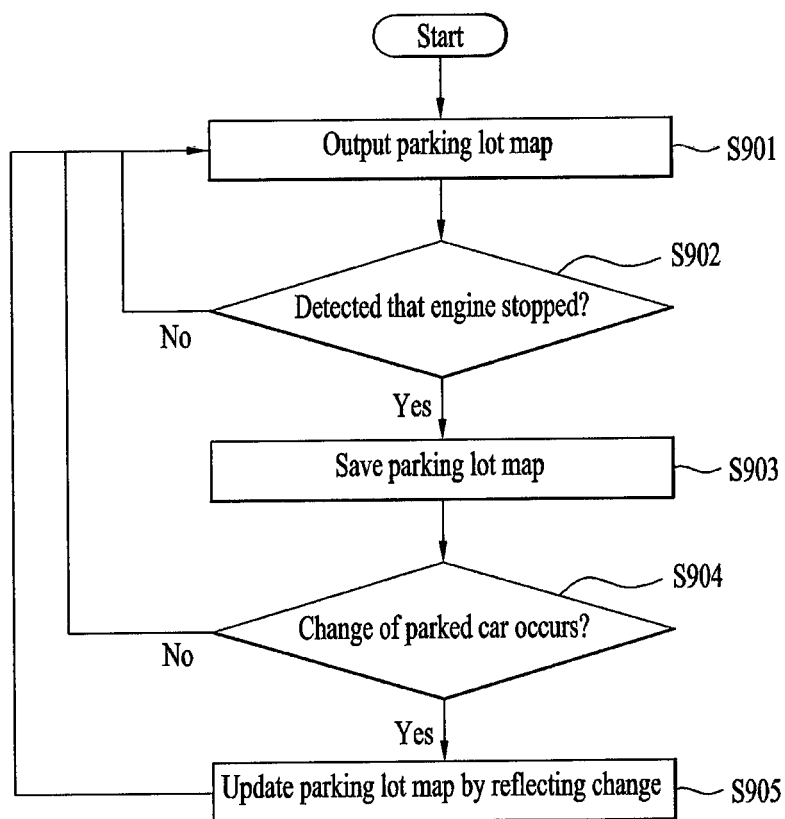 Start
Output parking lot map
S901
S902
Detected that engine stopped?
No
Yes
Save parking lot map
S903
S904
Change of parked car occurs?
No
Yes
Update parking lot map by reflecting change
S905